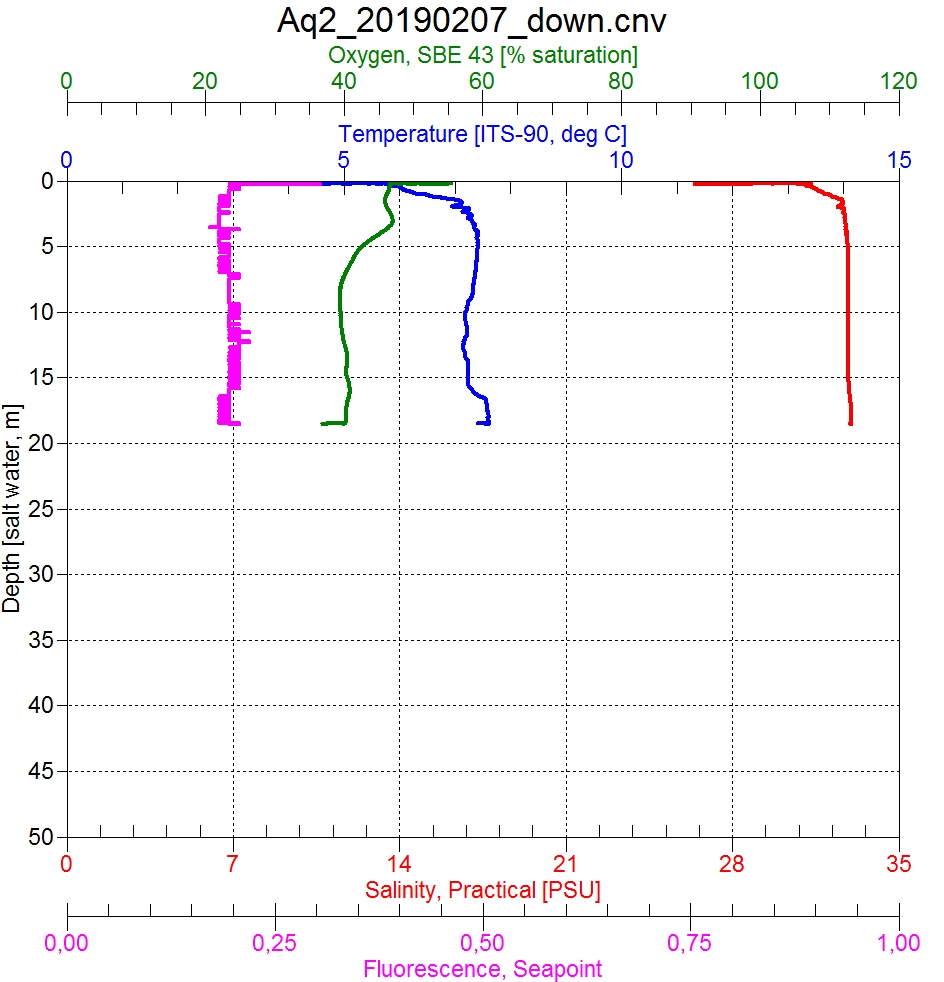 Aq2_20190207_down.cnv
Oxygen, SBE 43 [% saturation]
0 20 40 60 80 100 120
Temperature [ITS-90, deg C]
0 5 10 15
0
5
10
15
20
25
30
35
40
45
50
Depth [salt water, m]
0 7 14 21 28 35
Salinity, Practical [PSU]
0,00 0,25 0,50 0,75 1,00
Fluorescence, Seapoint